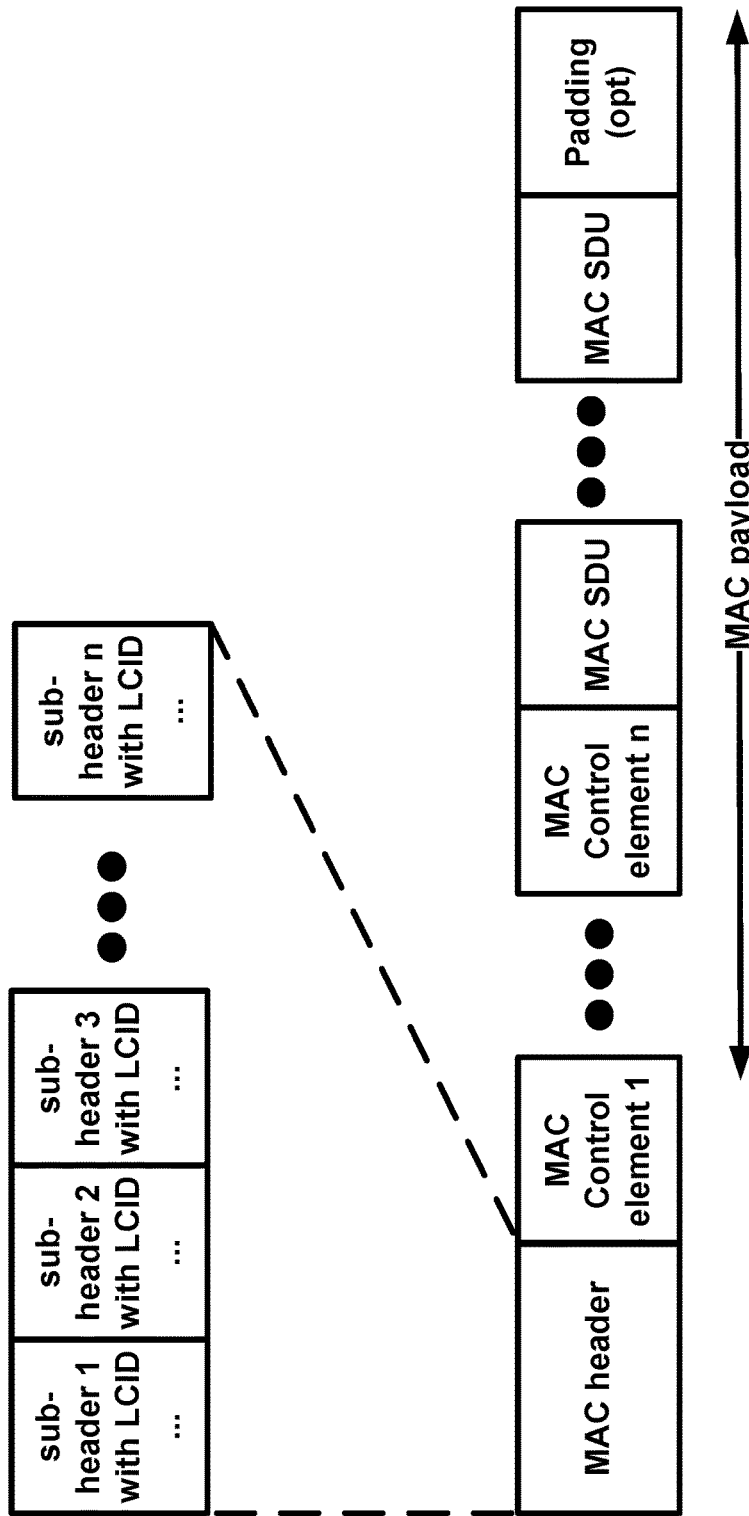 sub-
header 1
with LCID
...
sub-
header 2
with LCID
...
sub-
header 3
with LCID
...
sub-
header n
with LCID
...
MAC header
MAC
Control
element 1
MAC
Control
element n
MAC SDU
MAC SDU
Padding
(opt)
MAC payload